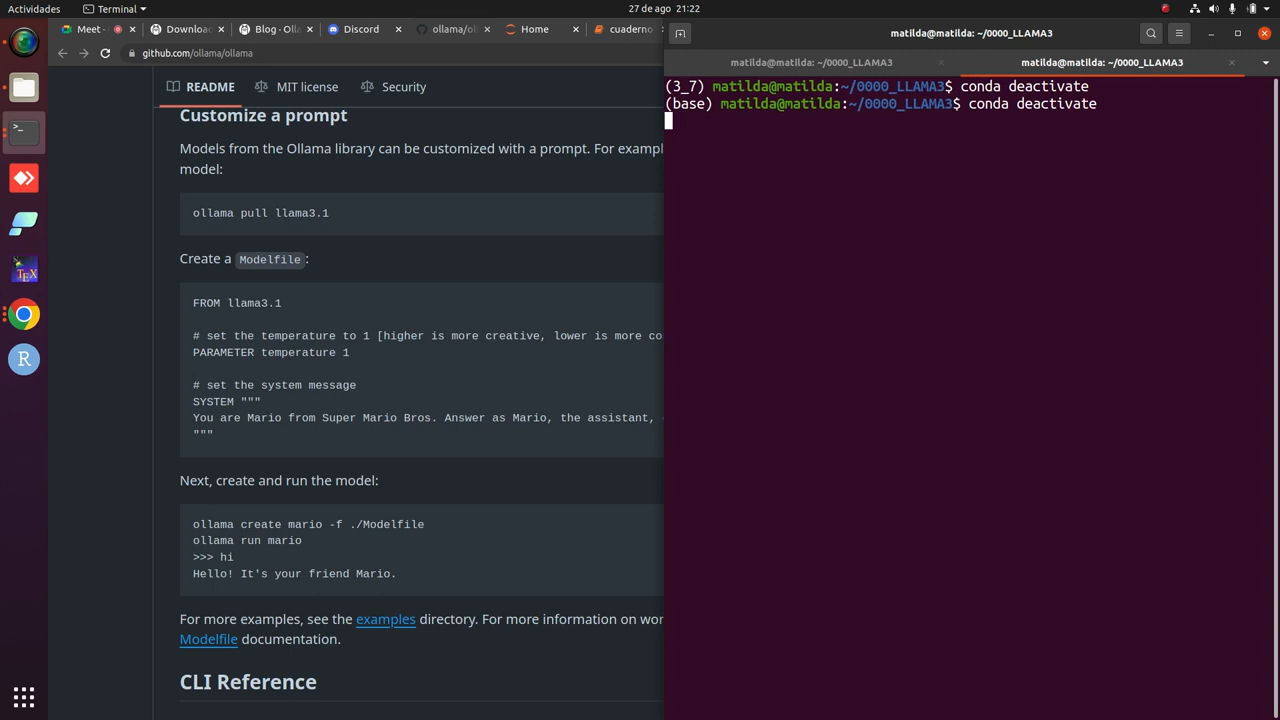 Actividades
Terminal
27 de ago 21:22
Meet -
Download
Blog · Olla
Discord
ollama/oll
Home
cuaderno
github.com/ollama/ollama
README
MIT license
Security
Customize a prompt
Models from the Ollama library can be customized with a prompt. For
model:
ollama pull llama3.1
Create a Modelfile:
FROM llama3.1
# set the temperature to 1 [higher is more creative, lower is more
PARAMETER temperature 1
# set the system message
SYSTEM """
You are Mario from Super Mario Bros. Answer as Mario, the assistant,
"""
Next, create and run the model:
ollama create mario -f ./Modelfile
ollama run mario
>>> hi
Hello! It's your friend Mario.
For more examples, see the examples directory. For more information on
Modelfile documentation.
CLI Reference
matilda@matilda: ~/0000_LLAMA3
matilda@matilda: ~/0000_LLAMA3
matilda@matilda: ~/0000_LLAMA3
(3_7) matilda@matilda:~/0000_LLAMA3$ conda deactivate
(base) matilda@matilda:~/0000_LLAMA3$ conda deactivate
>_
TEX
R